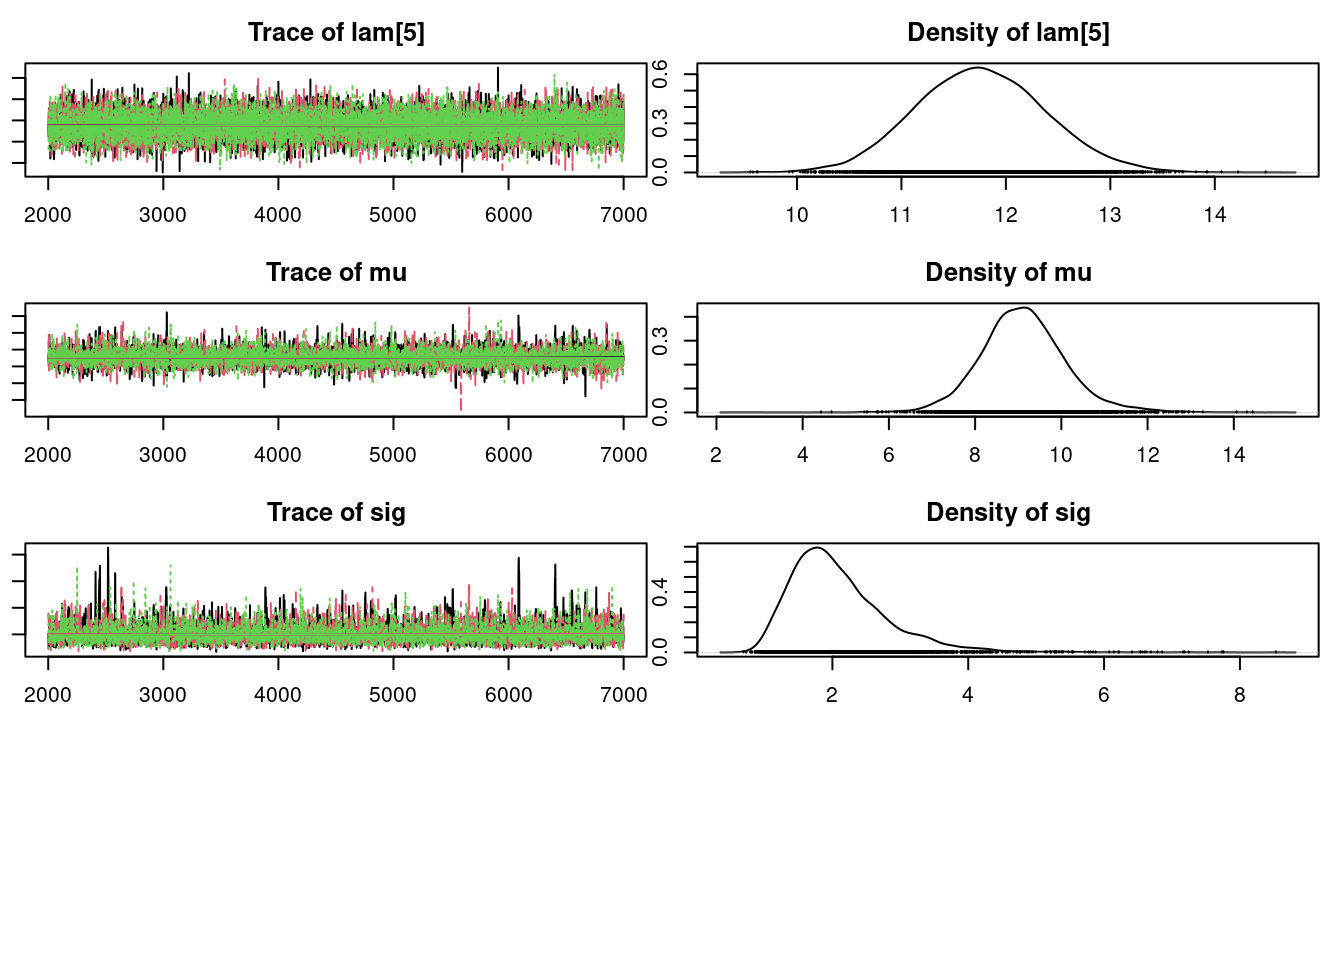 Trace of lam[5]
2000 3000 4000 5000 6000 7000
Density of lam[5]
0.0 0.3 0.6
10 11 12 13 14
Trace of mu
2000 3000 4000 5000 6000 7000
Density of mu
0.0 0.3
2 4 6 8 10 12 14
Trace of sig
2000 3000 4000 5000 6000 7000
Density of sig
0.0 0.4
2 4 6 8